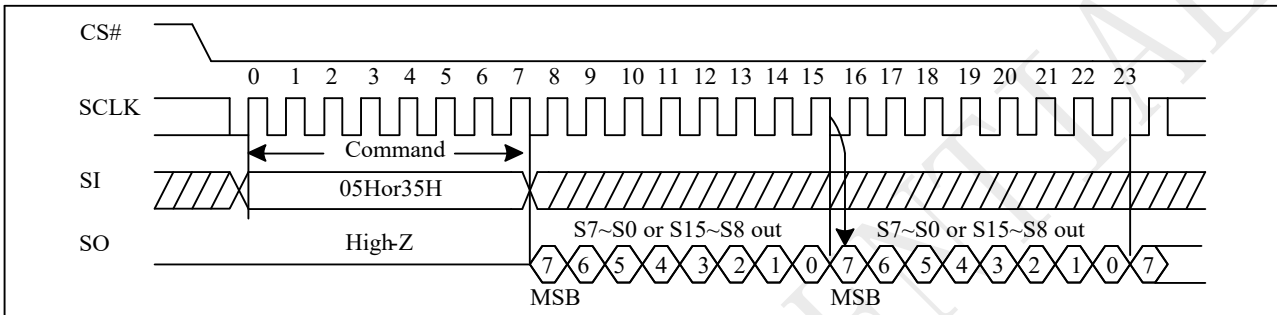 CS#
0 1 2 3 4 5 6 7 8 9 10 11 12 13 14 15 16 17 18 19 20 21 22 23
SCLK
Command
SI
05Hor35H
SO
High-Z
S7~S0 or S15~S8 out
S7~S0 or S15~S8 out
7 6 5 4 3 2 1 0 7 6 5 4 3 2 1 0 7
MSB
MSB